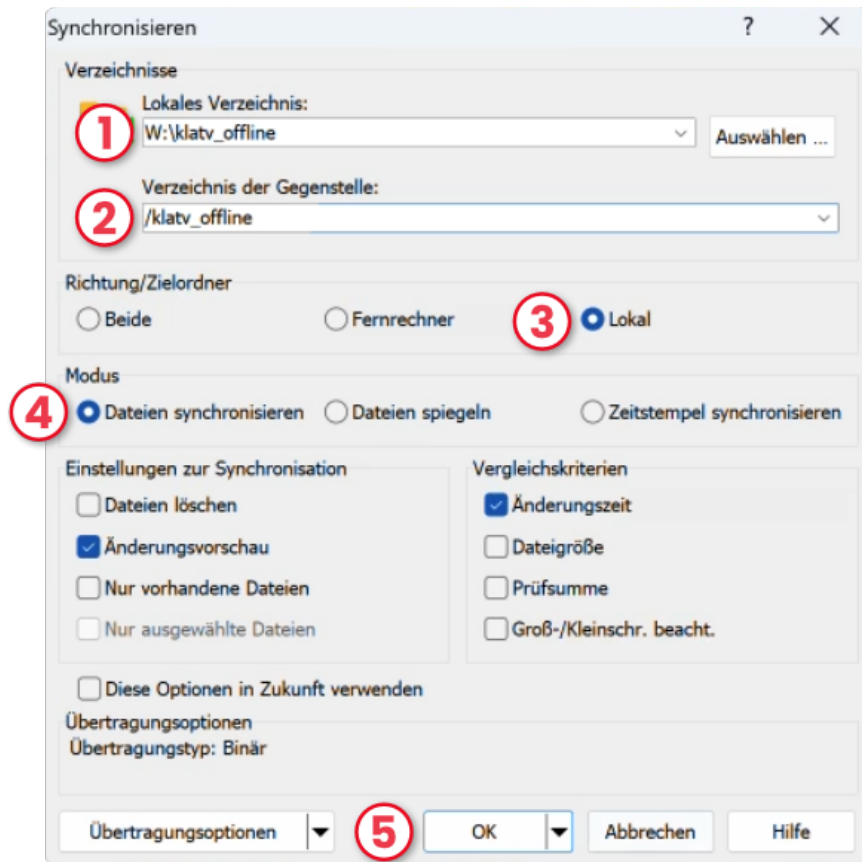 Synchronisieren ?
Verzeichnisse
Lokales Verzeichnis:
1 W:\klatv_offline Auswählen ...
Verzeichnis der Gegenstelle:
2 /klatv_offline
Richtung/Zielordner
Beide Fernrechner 3 Lokal
Modus
4 Dateien synchronisieren Dateien spiegeln Zeitstempel synchronisieren
Einstellungen zur Synchronisation Vergleichskriterien
Dateien löschen Änderungszeit
Änderungsvorschau Dateigröße
Nur vorhandene Dateien Prüfsumme
Nur ausgewählte Dateien Groß-/Kleinschr. beacht.
Diese Optionen in Zukunft verwenden
Übertragungsoptionen
Übertragungstyp: Binär
Übertragungsoptionen 5 OK Abbrechen Hilfe